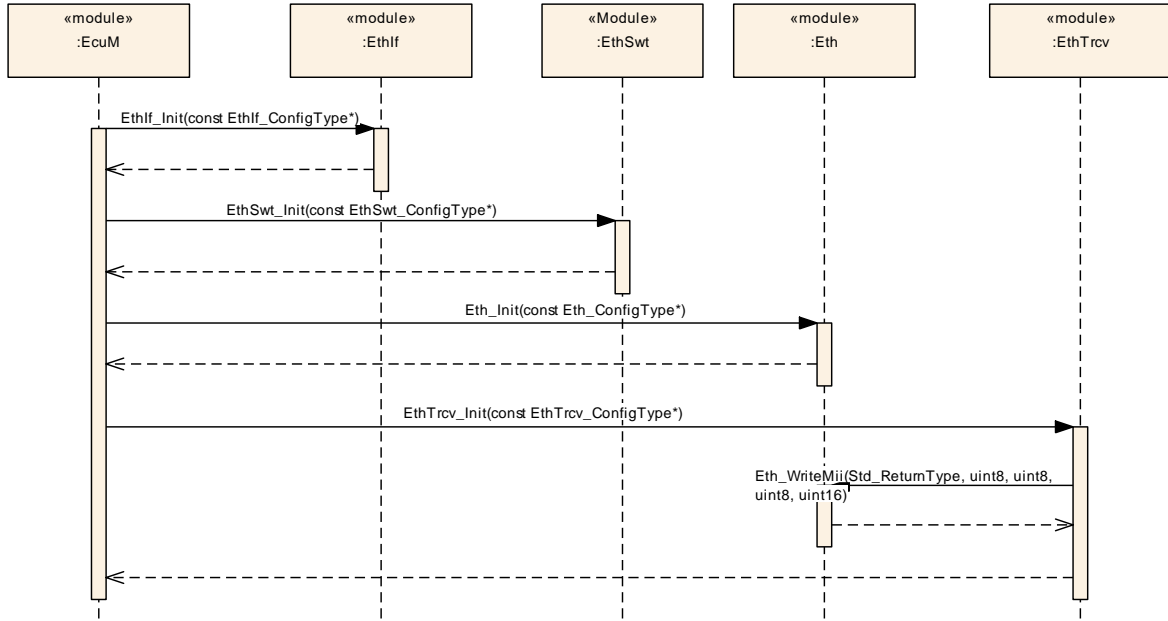 «module»
:EcuM
«module»
:EthIf
«Module»
:EthSwt
«module»
:Eth
«module»
:EthTrcv
EthIf_Init(const EthIf_ConfigType*)
EthSwt_Init(const EthSwt_ConfigType*)
Eth_Init(const Eth_ConfigType*)
EthTrcv_Init(const EthTrcv_ConfigType*)
Eth_WriteMii(Std_ReturnType, uint8, uint8,
uint8, uint16)